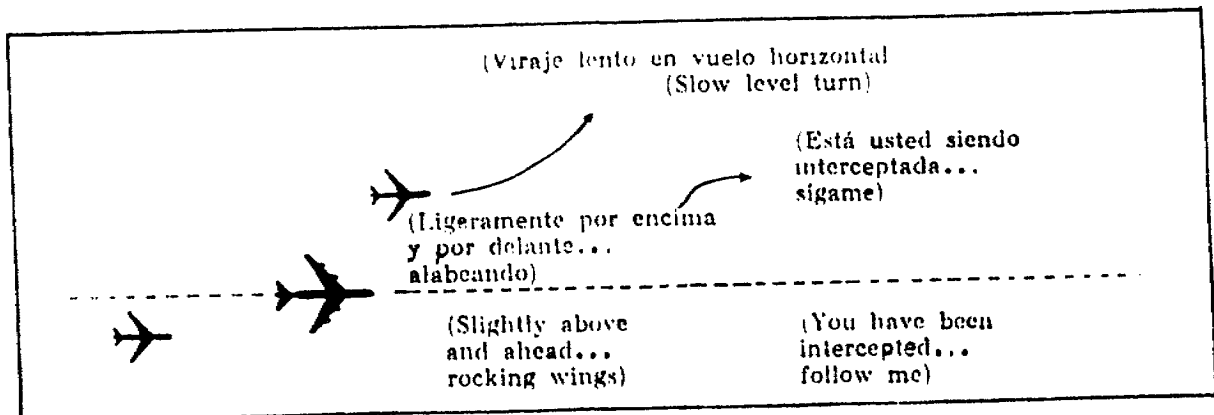 (Viraje lento en vuelo horizontal
(Slow level turn)
(Está usted siendo
interceptada...
sígame)
(Ligeramente por encima
y por delante...
alabeando)
(Slightly above
and ahead...
rocking wings)
(You have been
intercepted...
follow me)